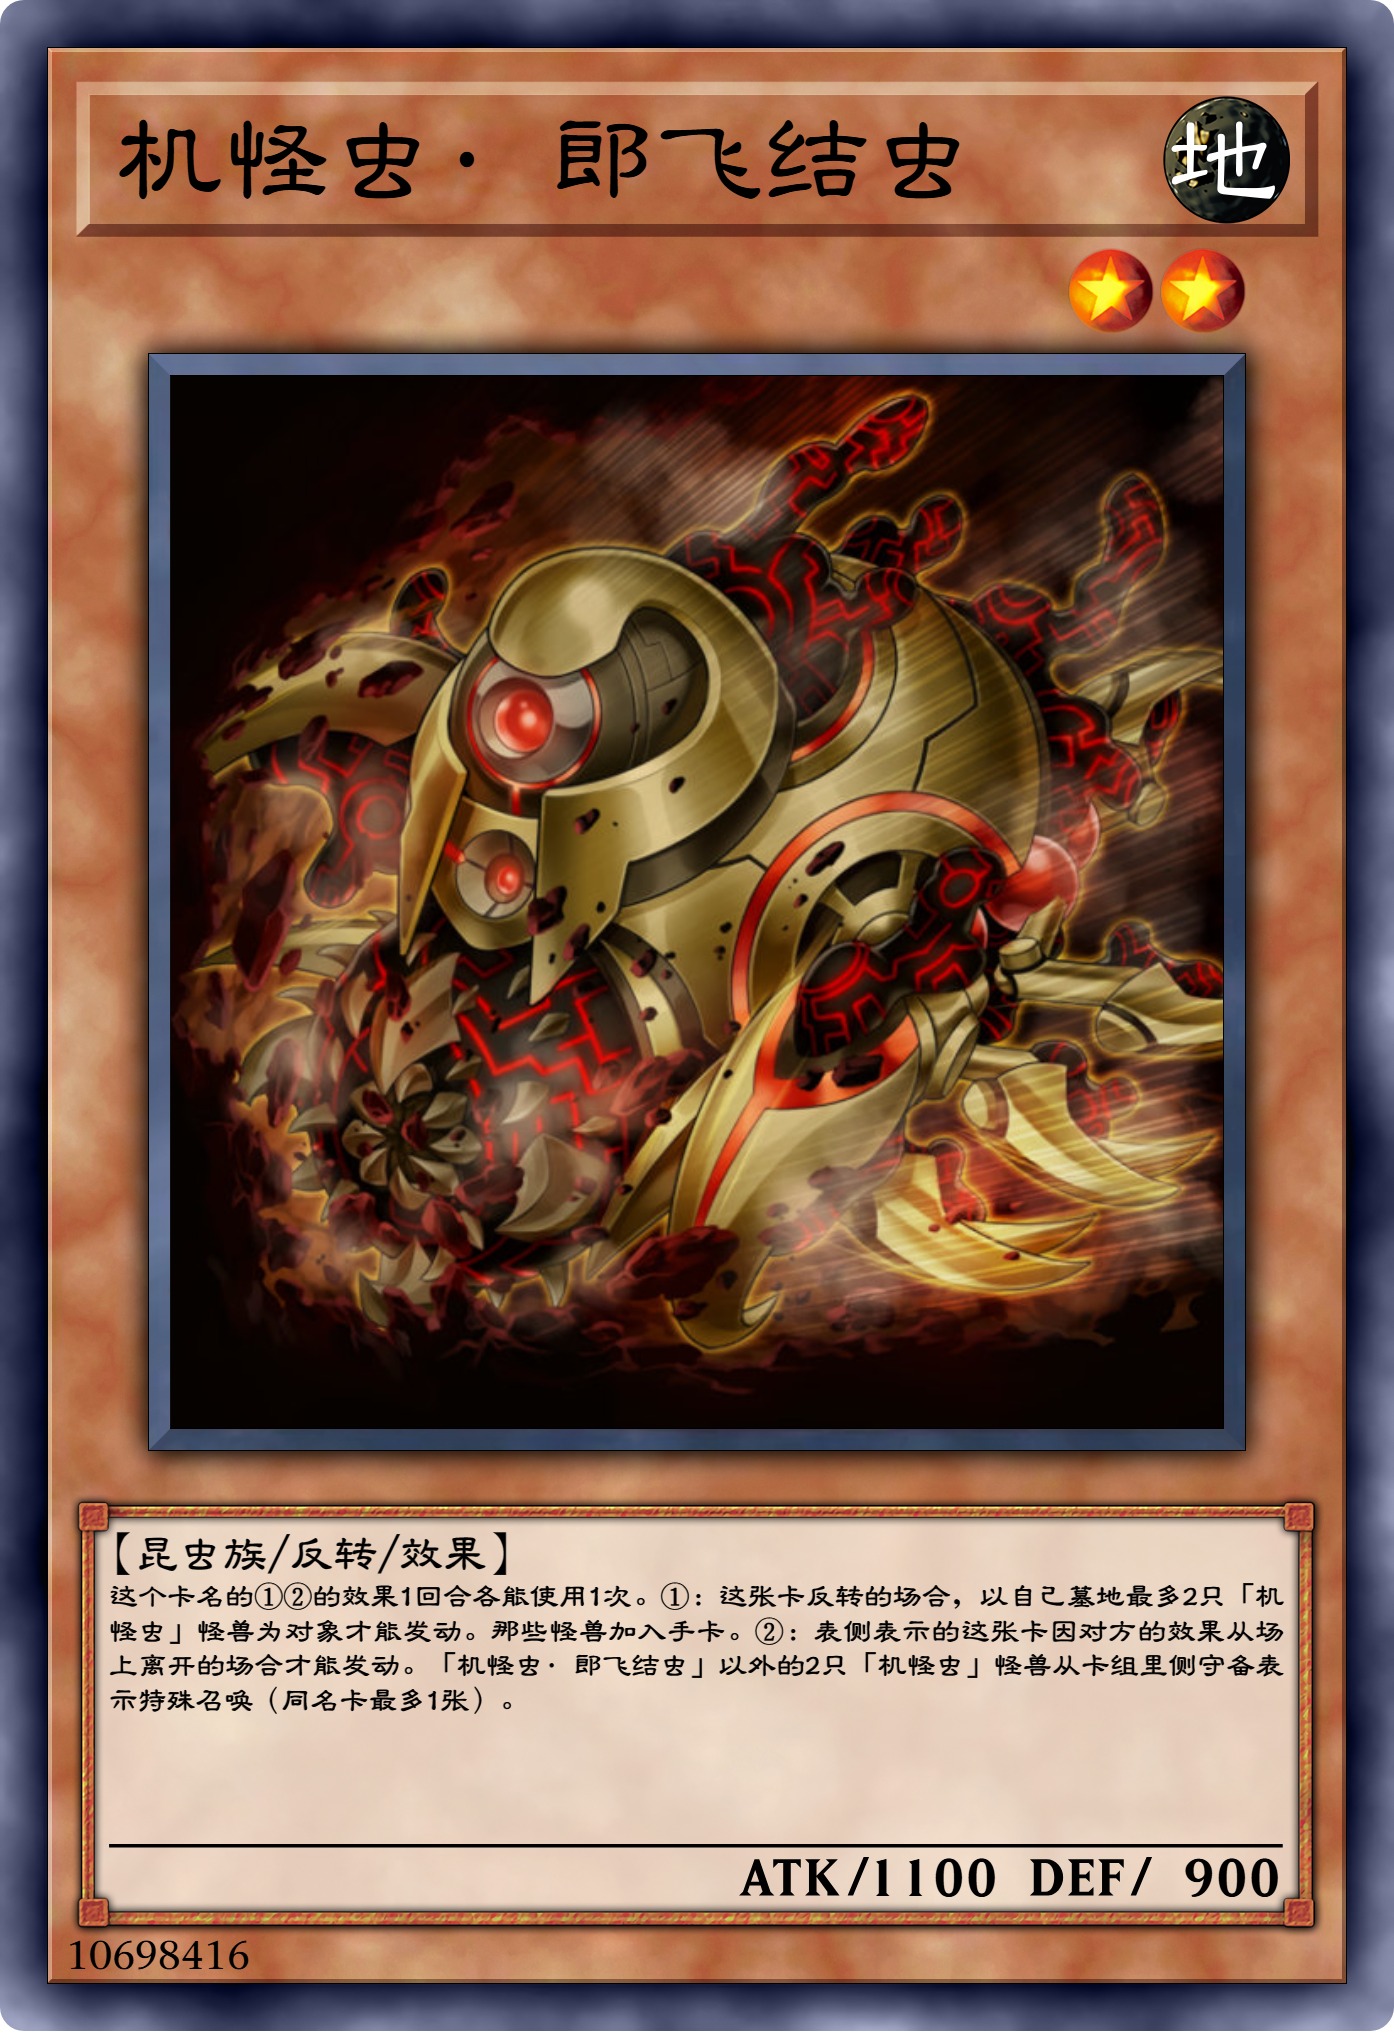 机怪虫·郎飞结虫
地
【昆虫族/反转/效果】
这个卡名的①②的效果1回合各能使用1次。①：这张卡反转的场合，以自己墓地最多2只「机
怪虫」怪兽为对象才能发动。那些怪兽加入手卡。②：表侧表示的这张卡因对方的效果从场
上离开的场合才能发动。「机怪虫·郎飞结虫」以外的2只「机怪虫」怪兽从卡组里侧守备表
示特殊召唤（同名卡最多1张）。
ATK/1100 DEF/ 900
10698416